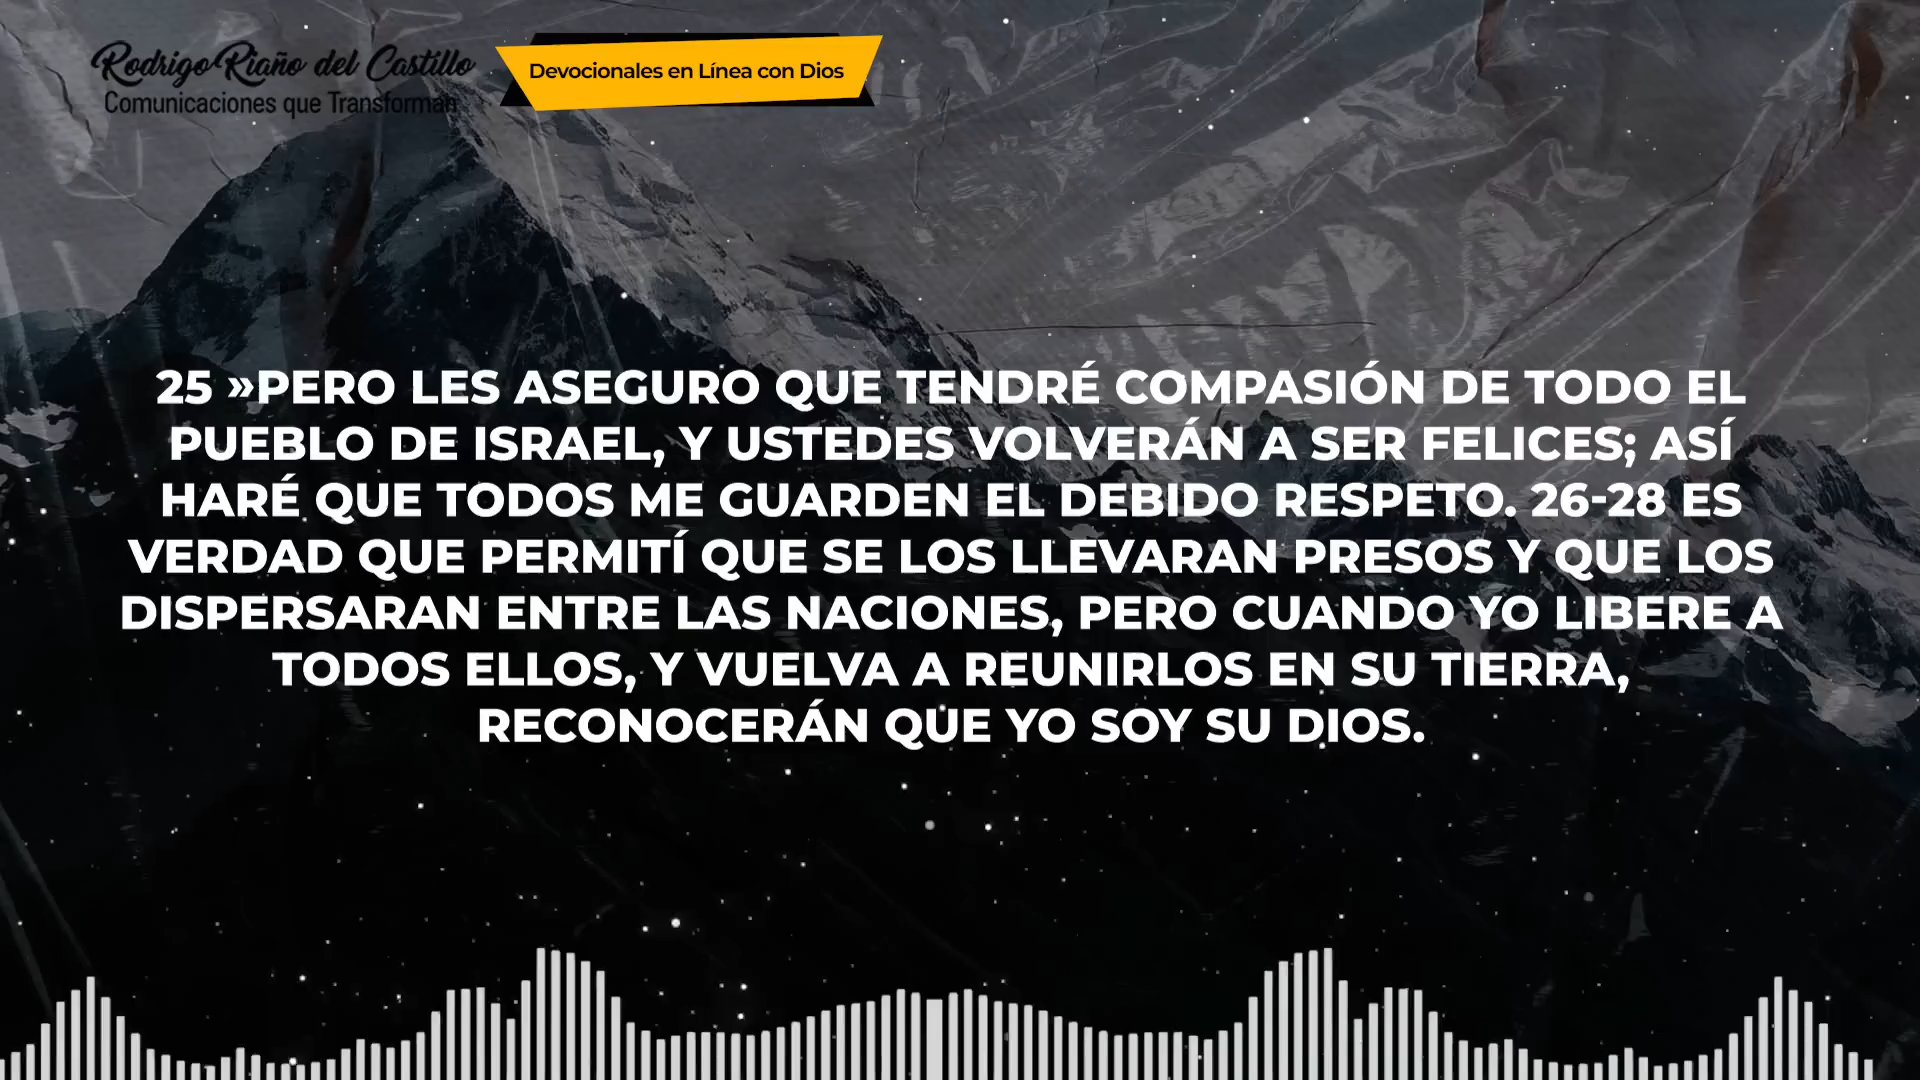 Rodrigo Riaño del Castillo
Comunicaciones que Transforman
Devocionales en Línea con Dios
25 »PERO LES ASEGURO QUE TENDRÉ COMPASIÓN DE TODO EL
PUEBLO DE ISRAEL, Y USTEDES VOLVERÁN A SER FELICES; ASÍ
HARÉ QUE TODOS ME GUARDEN EL DEBIDO RESPETO. 26-28 ES
VERDAD QUE PERMITÍ QUE SE LOS LLEVARAN PRESOS Y QUE LOS
DISPERSARAN ENTRE LAS NACIONES, PERO CUANDO YO LIBERE A
TODOS ELLOS, Y VUELVA A REUNIRLOS EN SU TIERRA,
RECONOCERÁN QUE YO SOY SU DIOS.